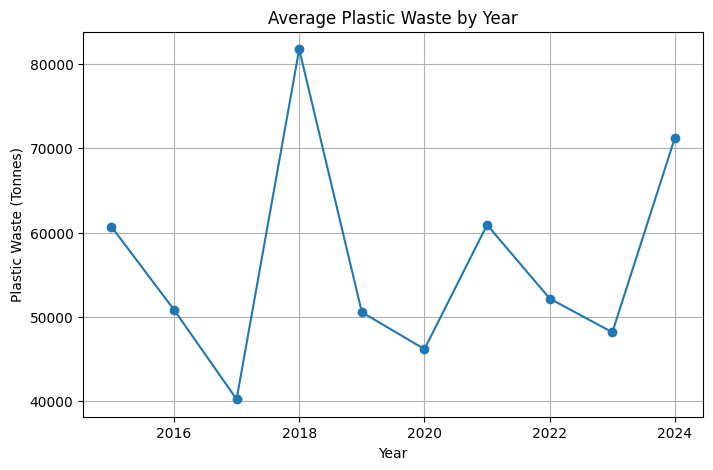 Average Plastic Waste by Year
Plastic Waste (Tonnes)
80000
70000
60000
50000
40000
2016 2018 2020 2022 2024
Year